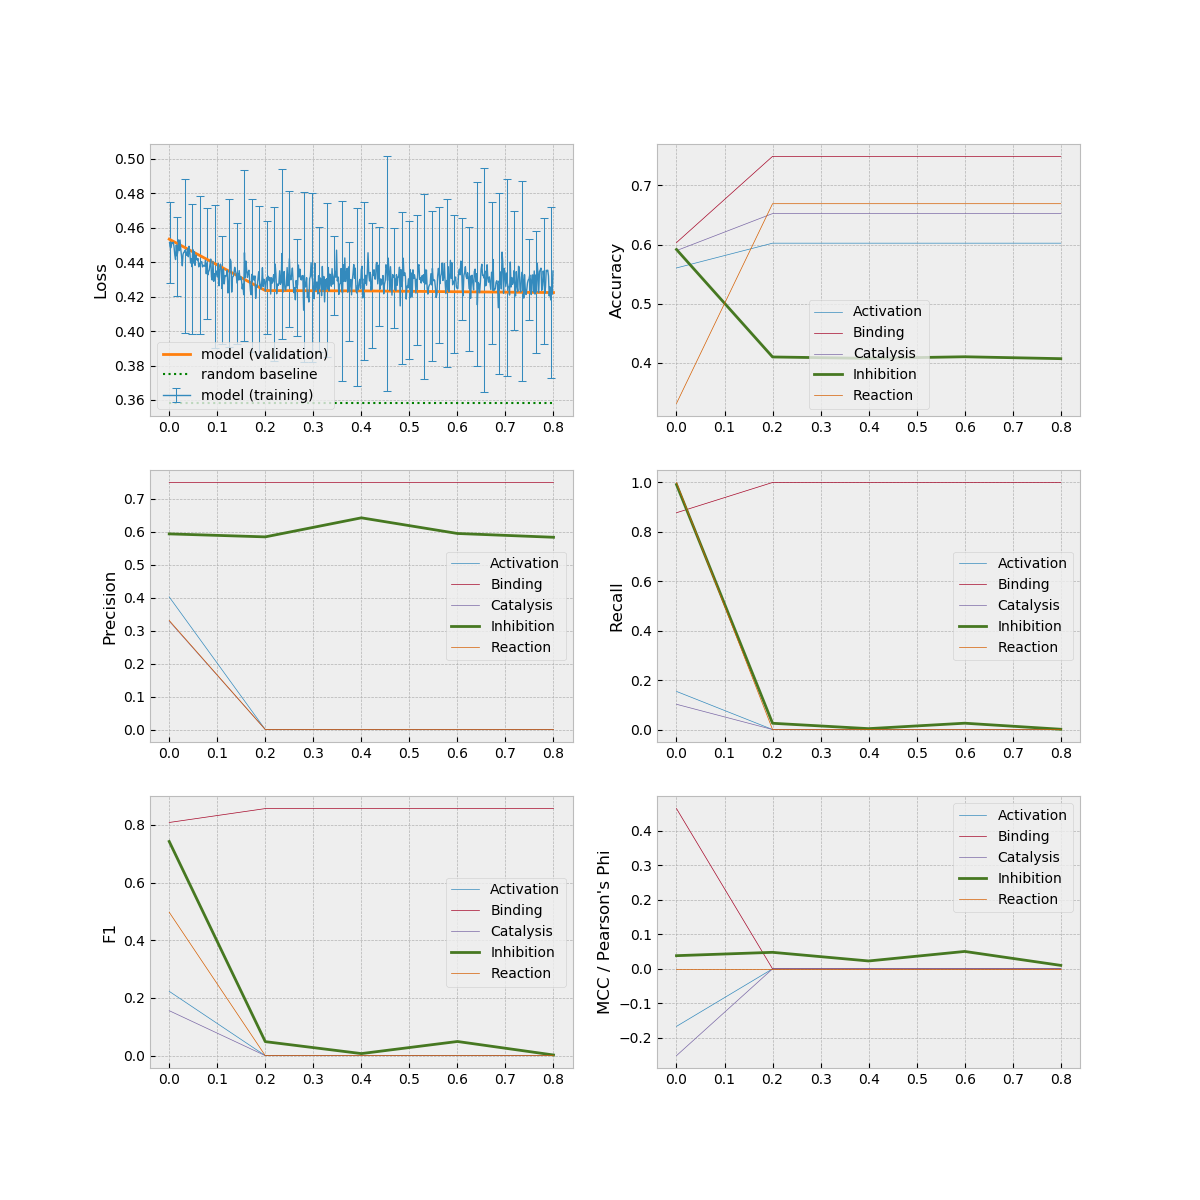 Loss
0.50
0.48
0.46
0.44
0.42
0.40
0.38
0.36
model (validation)
random baseline
model (training)
0.0 0.1 0.2 0.3 0.4 0.5 0.6 0.7 0.8
Accuracy
0.7
0.6
0.5
0.4
Activation
Binding
Catalysis
Inhibition
Reaction
0.0 0.1 0.2 0.3 0.4 0.5 0.6 0.7 0.8
Precision
0.7
0.6
0.5
0.4
0.3
0.2
0.1
0.0
Activation
Binding
Catalysis
Inhibition
Reaction
0.0 0.1 0.2 0.3 0.4 0.5 0.6 0.7 0.8
Recall
1.0
0.8
0.6
0.4
0.2
0.0
Activation
Binding
Catalysis
Inhibition
Reaction
0.0 0.1 0.2 0.3 0.4 0.5 0.6 0.7 0.8
F1
0.8
0.6
0.4
0.2
0.0
Activation
Binding
Catalysis
Inhibition
Reaction
0.0 0.1 0.2 0.3 0.4 0.5 0.6 0.7 0.8
MCC / Pearson's Phi
0.4
0.3
0.2
0.1
0.0
−0.1
−0.2
Activation
Binding
Catalysis
Inhibition
Reaction
0.0 0.1 0.2 0.3 0.4 0.5 0.6 0.7 0.8